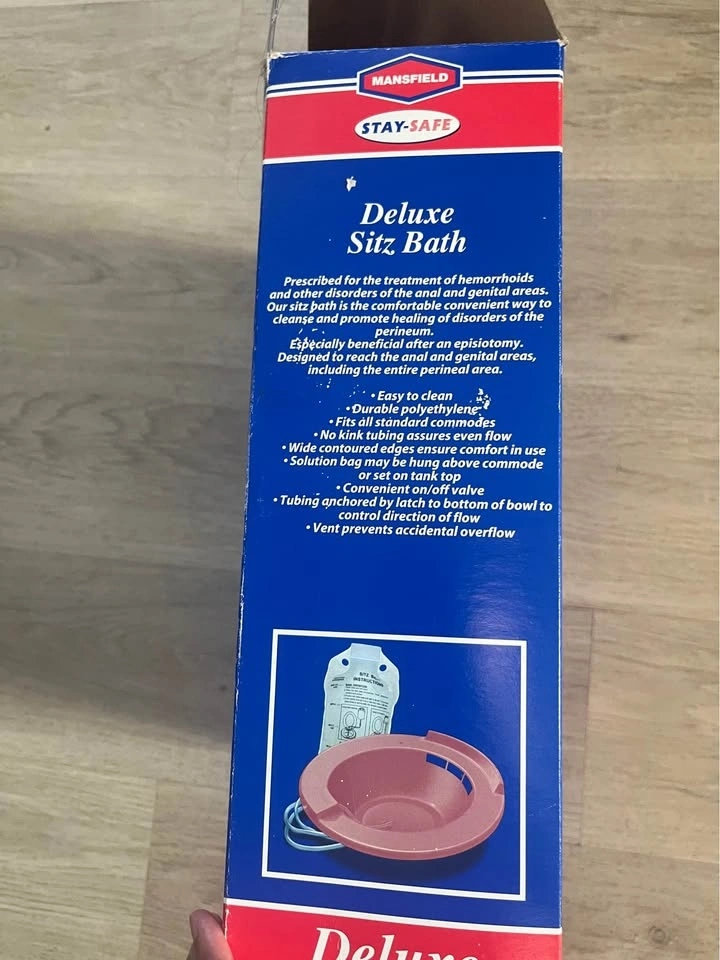 MANSFIELD
STAY-SAFE
Deluxe
Sitz Bath
Prescribed for the treatment of hemorrhoids
and other disorders of the anal and genital areas.
Our sitz bath is the comfortable convenient way to
cleanse and promote healing of disorders of the
perineum.
Especially beneficial after an episiotomy.
Designed to reach the anal and genital areas,
including the entire perineal area.
• Easy to clean
• Durable polyethylene
• Fits all standard commodes
• No kink tubing assures even flow
• Wide contoured edges ensure comfort in use
• Solution bag may be hung above commode
or set on tank top
• Convenient on/off valve
• Tubing anchored by latch to bottom of bowl to
control direction of flow
• Vent prevents accidental overflow
SITZ
INSTRUCTIONS
Deluxe